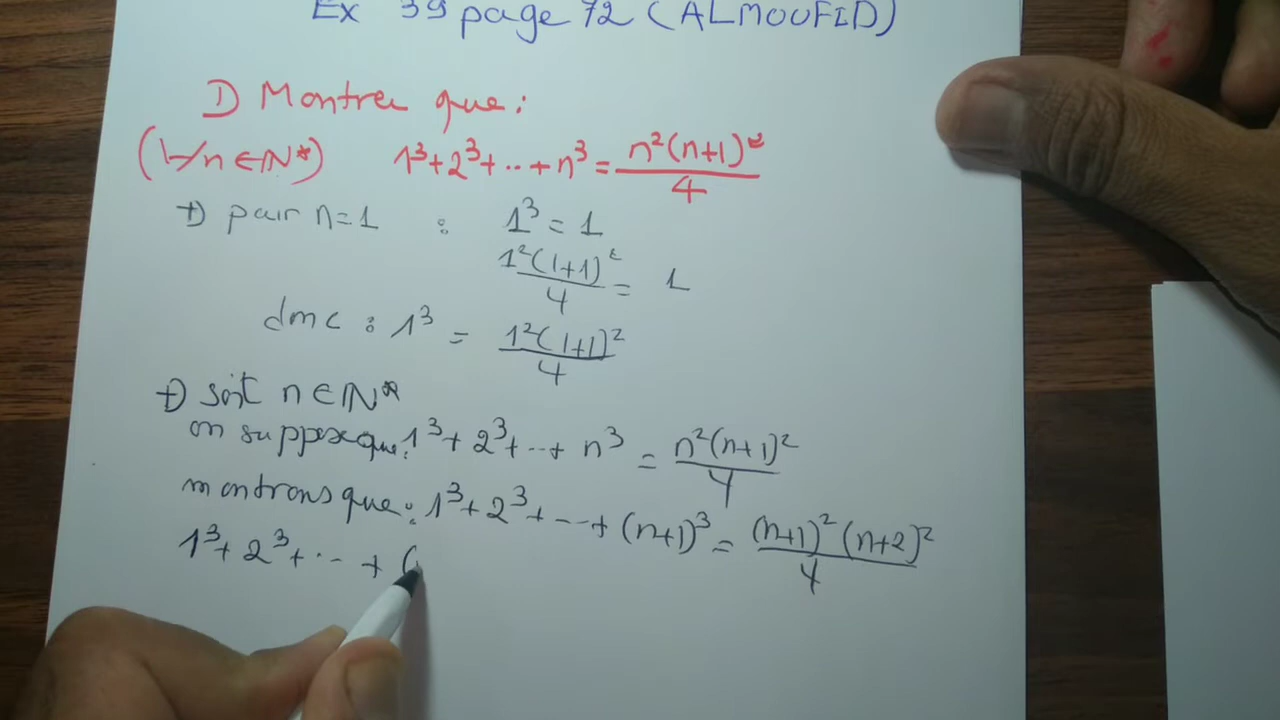 Ex 39 page 72 (ALMOUFID)
1) Montrer que:
(∀n∈ℕ*) 1³+2³+...+n³ = n²(n+1)²/4
+) pour n=1 : 1³ = 1
1²(1+1)²/4 = 1
donc : 1³ = 1²(1+1)²/4
+) soit n∈ℕ*
on suppose que: 1³+2³+...+n³ = n²(n+1)²/4
montrons que: 1³+2³+...+(n+1)³ = (n+1)²(n+2)²/4
1³+2³+...+(